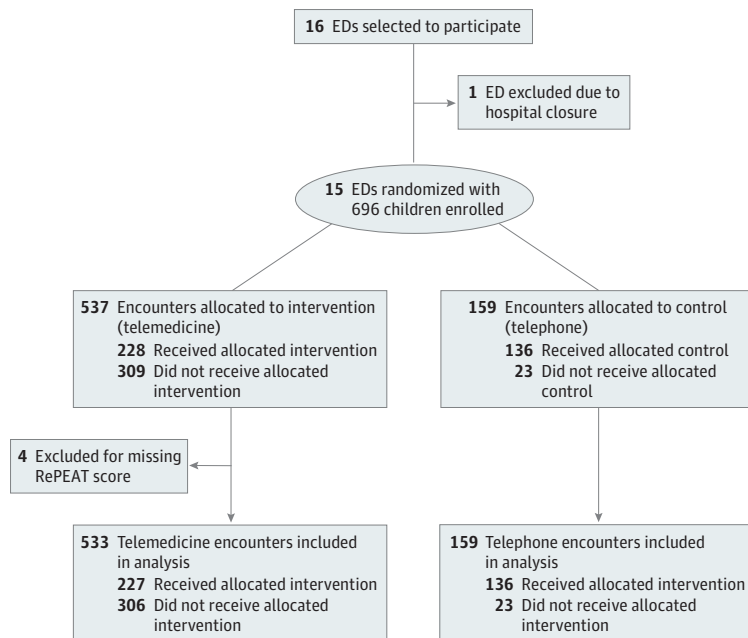 16 EDs selected to participate
1 ED excluded due to
hospital closure
15 EDs randomized with
696 children enrolled
537 Encounters allocated to intervention
(telemedicine)
228 Received allocated intervention
309 Did not receive allocated
intervention
159 Encounters allocated to control
(telephone)
136 Received allocated control
23 Did not receive allocated
control
4 Excluded for missing
RePEAT score
533 Telemedicine encounters included
in analysis
227 Received allocated intervention
306 Did not receive allocated
intervention
159 Telephone encounters included
in analysis
136 Received allocated intervention
23 Did not receive allocated
intervention